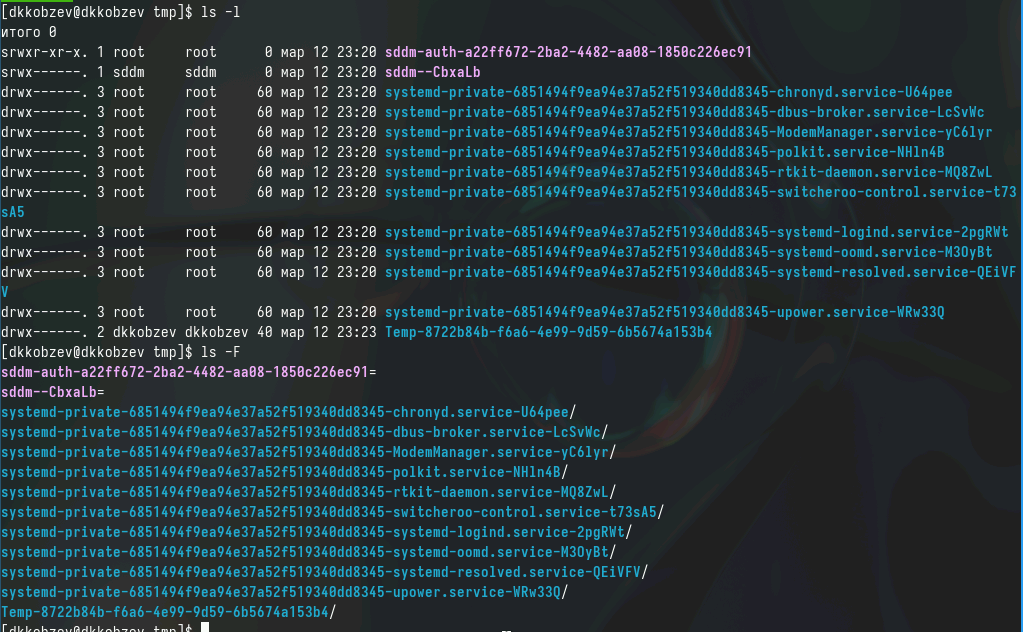 [dkkobzev@dkkobzev tmp]$ ls -l
итого 0
srwxr-xr-x. 1 root     root      0 мар 12 23:20 sddm-auth-a22ff672-2ba2-4482-aa08-1850c226ec91
srwx------. 1 sddm     sddm      0 мар 12 23:20 sddm--CbxaLb
drwx------. 3 root     root     60 мар 12 23:20 systemd-private-6851494f9ea94e37a52f519340dd8345-chronyd.service-U64pee
drwx------. 3 root     root     60 мар 12 23:20 systemd-private-6851494f9ea94e37a52f519340dd8345-dbus-broker.service-LcSvWc
drwx------. 3 root     root     60 мар 12 23:20 systemd-private-6851494f9ea94e37a52f519340dd8345-ModemManager.service-yC6lyr
drwx------. 3 root     root     60 мар 12 23:20 systemd-private-6851494f9ea94e37a52f519340dd8345-polkit.service-NHln4B
drwx------. 3 root     root     60 мар 12 23:20 systemd-private-6851494f9ea94e37a52f519340dd8345-rtkit-daemon.service-MQ8ZwL
drwx------. 3 root     root     60 мар 12 23:20 systemd-private-6851494f9ea94e37a52f519340dd8345-switcheroo-control.service-t73
sA5
drwx------. 3 root     root     60 мар 12 23:20 systemd-private-6851494f9ea94e37a52f519340dd8345-systemd-logind.service-2pgRWt
drwx------. 3 root     root     60 мар 12 23:20 systemd-private-6851494f9ea94e37a52f519340dd8345-systemd-oomd.service-M3OyBt
drwx------. 3 root     root     60 мар 12 23:20 systemd-private-6851494f9ea94e37a52f519340dd8345-systemd-resolved.service-QEiVF
V
drwx------. 3 root     root     60 мар 12 23:20 systemd-private-6851494f9ea94e37a52f519340dd8345-upower.service-WRw33Q
drwx------. 2 dkkobzev dkkobzev 40 мар 12 23:23 Temp-8722b84b-f6a6-4e99-9d59-6b5674a153b4
[dkkobzev@dkkobzev tmp]$ ls -F
sddm-auth-a22ff672-2ba2-4482-aa08-1850c226ec91=
sddm--CbxaLb=
systemd-private-6851494f9ea94e37a52f519340dd8345-chronyd.service-U64pee/
systemd-private-6851494f9ea94e37a52f519340dd8345-dbus-broker.service-LcSvWc/
systemd-private-6851494f9ea94e37a52f519340dd8345-ModemManager.service-yC6lyr/
systemd-private-6851494f9ea94e37a52f519340dd8345-polkit.service-NHln4B/
systemd-private-6851494f9ea94e37a52f519340dd8345-rtkit-daemon.service-MQ8ZwL/
systemd-private-6851494f9ea94e37a52f519340dd8345-switcheroo-control.service-t73sA5/
systemd-private-6851494f9ea94e37a52f519340dd8345-systemd-logind.service-2pgRWt/
systemd-private-6851494f9ea94e37a52f519340dd8345-systemd-oomd.service-M3OyBt/
systemd-private-6851494f9ea94e37a52f519340dd8345-systemd-resolved.service-QEiVFV/
systemd-private-6851494f9ea94e37a52f519340dd8345-upower.service-WRw33Q/
Temp-8722b84b-f6a6-4e99-9d59-6b5674a153b4/
[dkkobzev@dkkobzev tmp]$